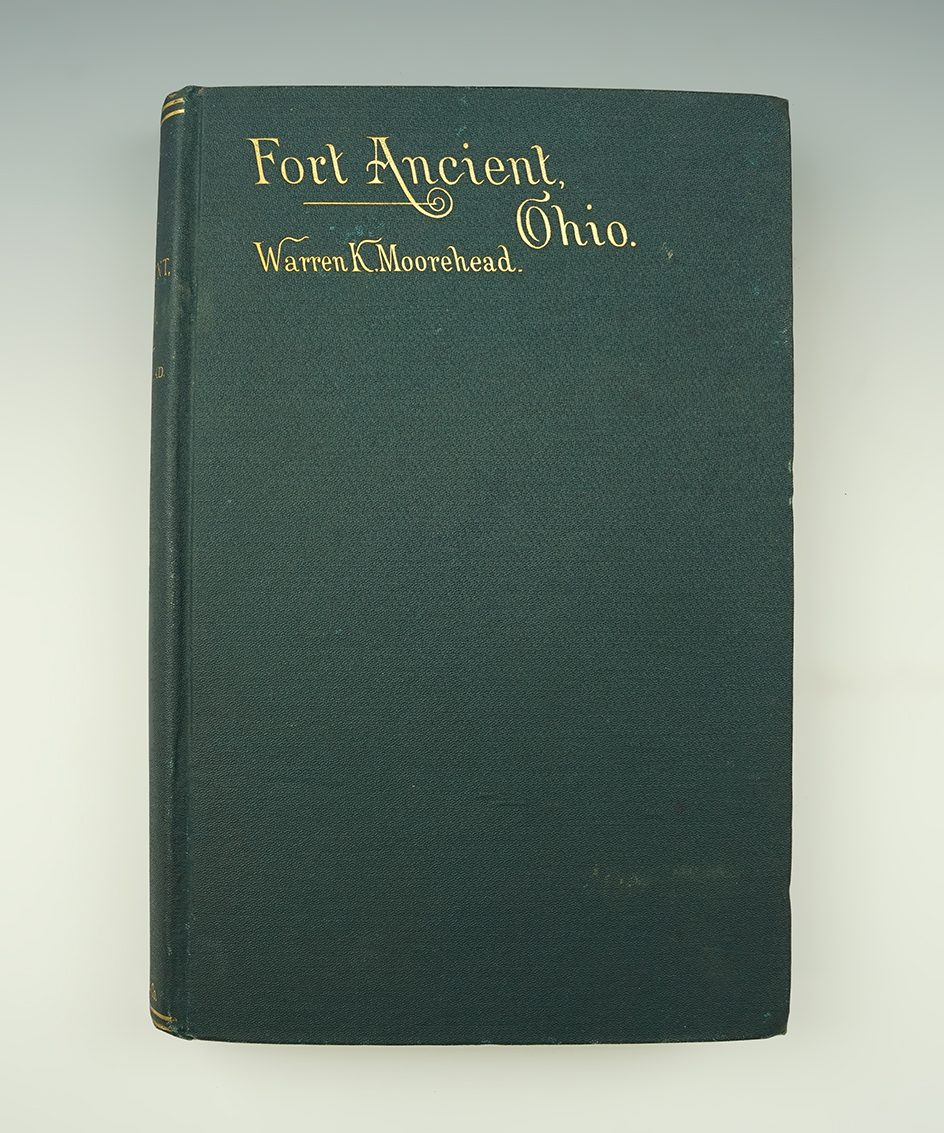 Fort Ancient,
Ohio.
Warren K. Moorehead.